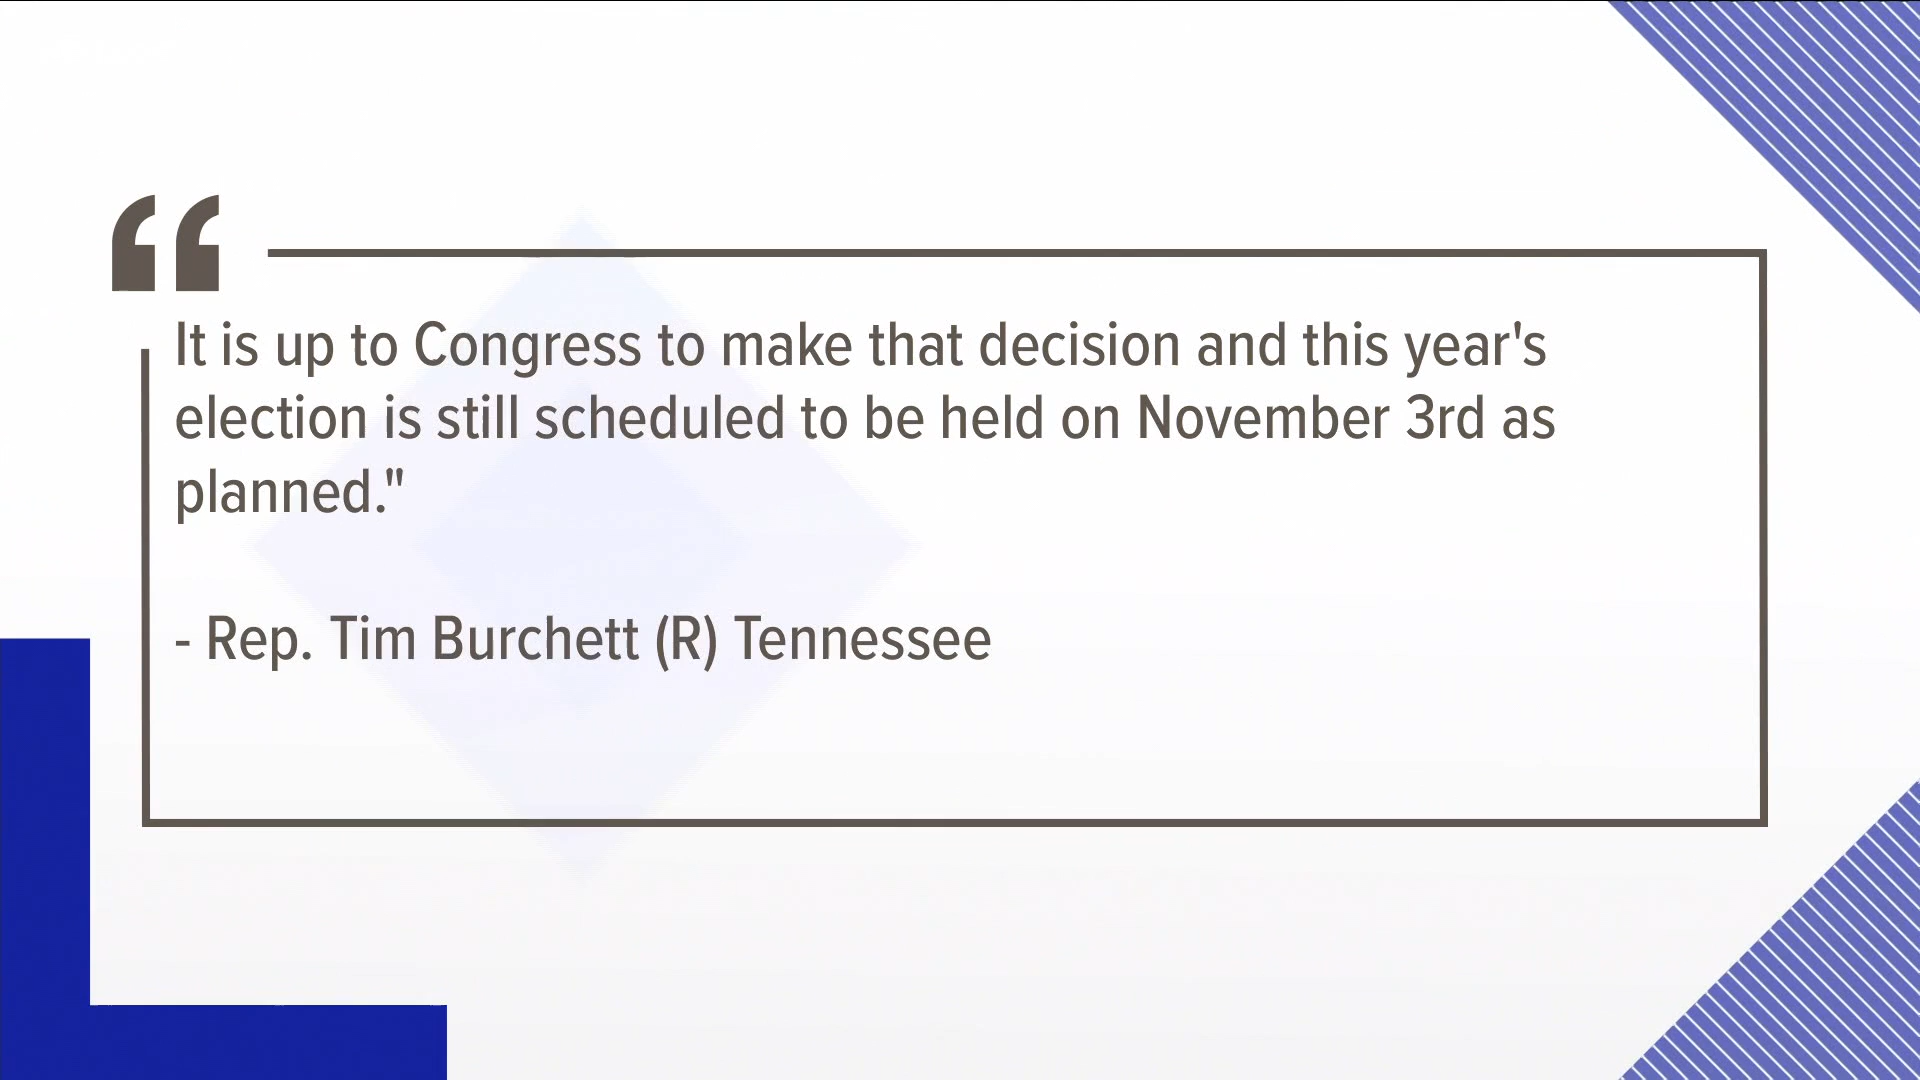 “
It is up to Congress to make that decision and this year's
election is still scheduled to be held on November 3rd as
planned."
- Rep. Tim Burchett (R) Tennessee